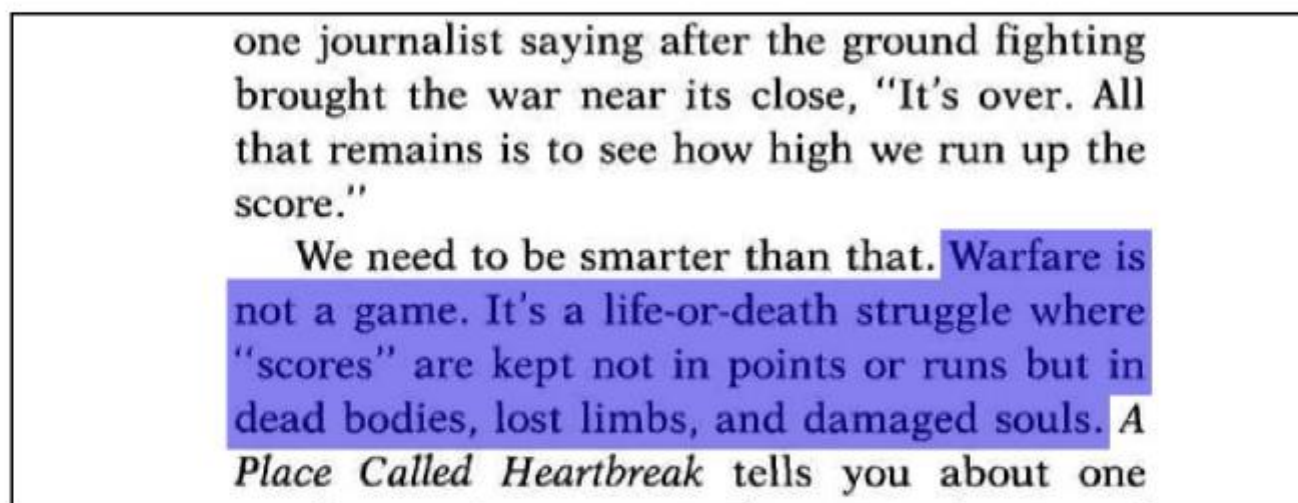 one journalist saying after the ground fighting
brought the war near its close, “It’s over. All
that remains is to see how high we run up the
score.”
We need to be smarter than that. Warfare is
not a game. It’s a life-or-death struggle where
“scores” are kept not in points or runs but in
dead bodies, lost limbs, and damaged souls. A
Place Called Heartbreak tells you about one